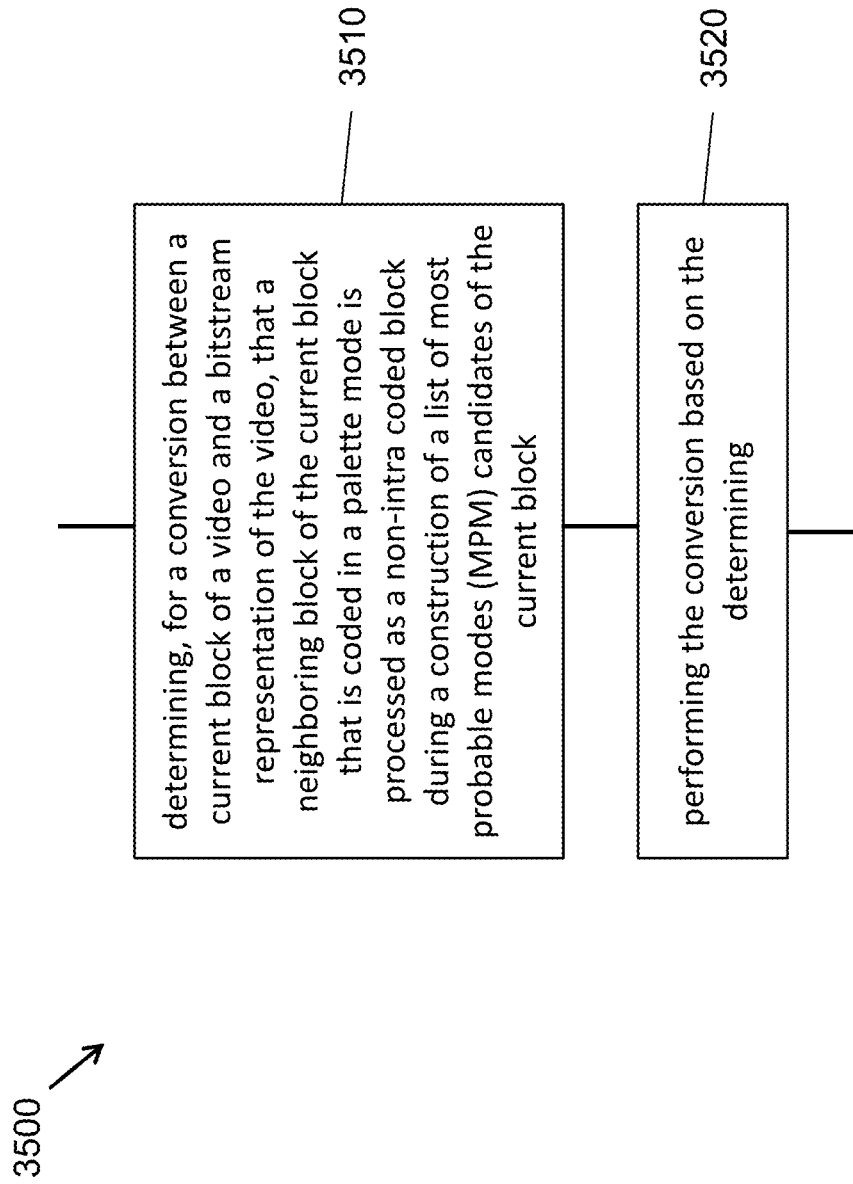 3500
determining, for a conversion between a
current block of a video and a bitstream
representation of the video, that a
neighboring block of the current block
that is coded in a palette mode is
processed as a non-intra coded block
during a construction of a list of most
probable modes (MPM) candidates of the
current block
3510
performing the conversion based on the
determining
3520